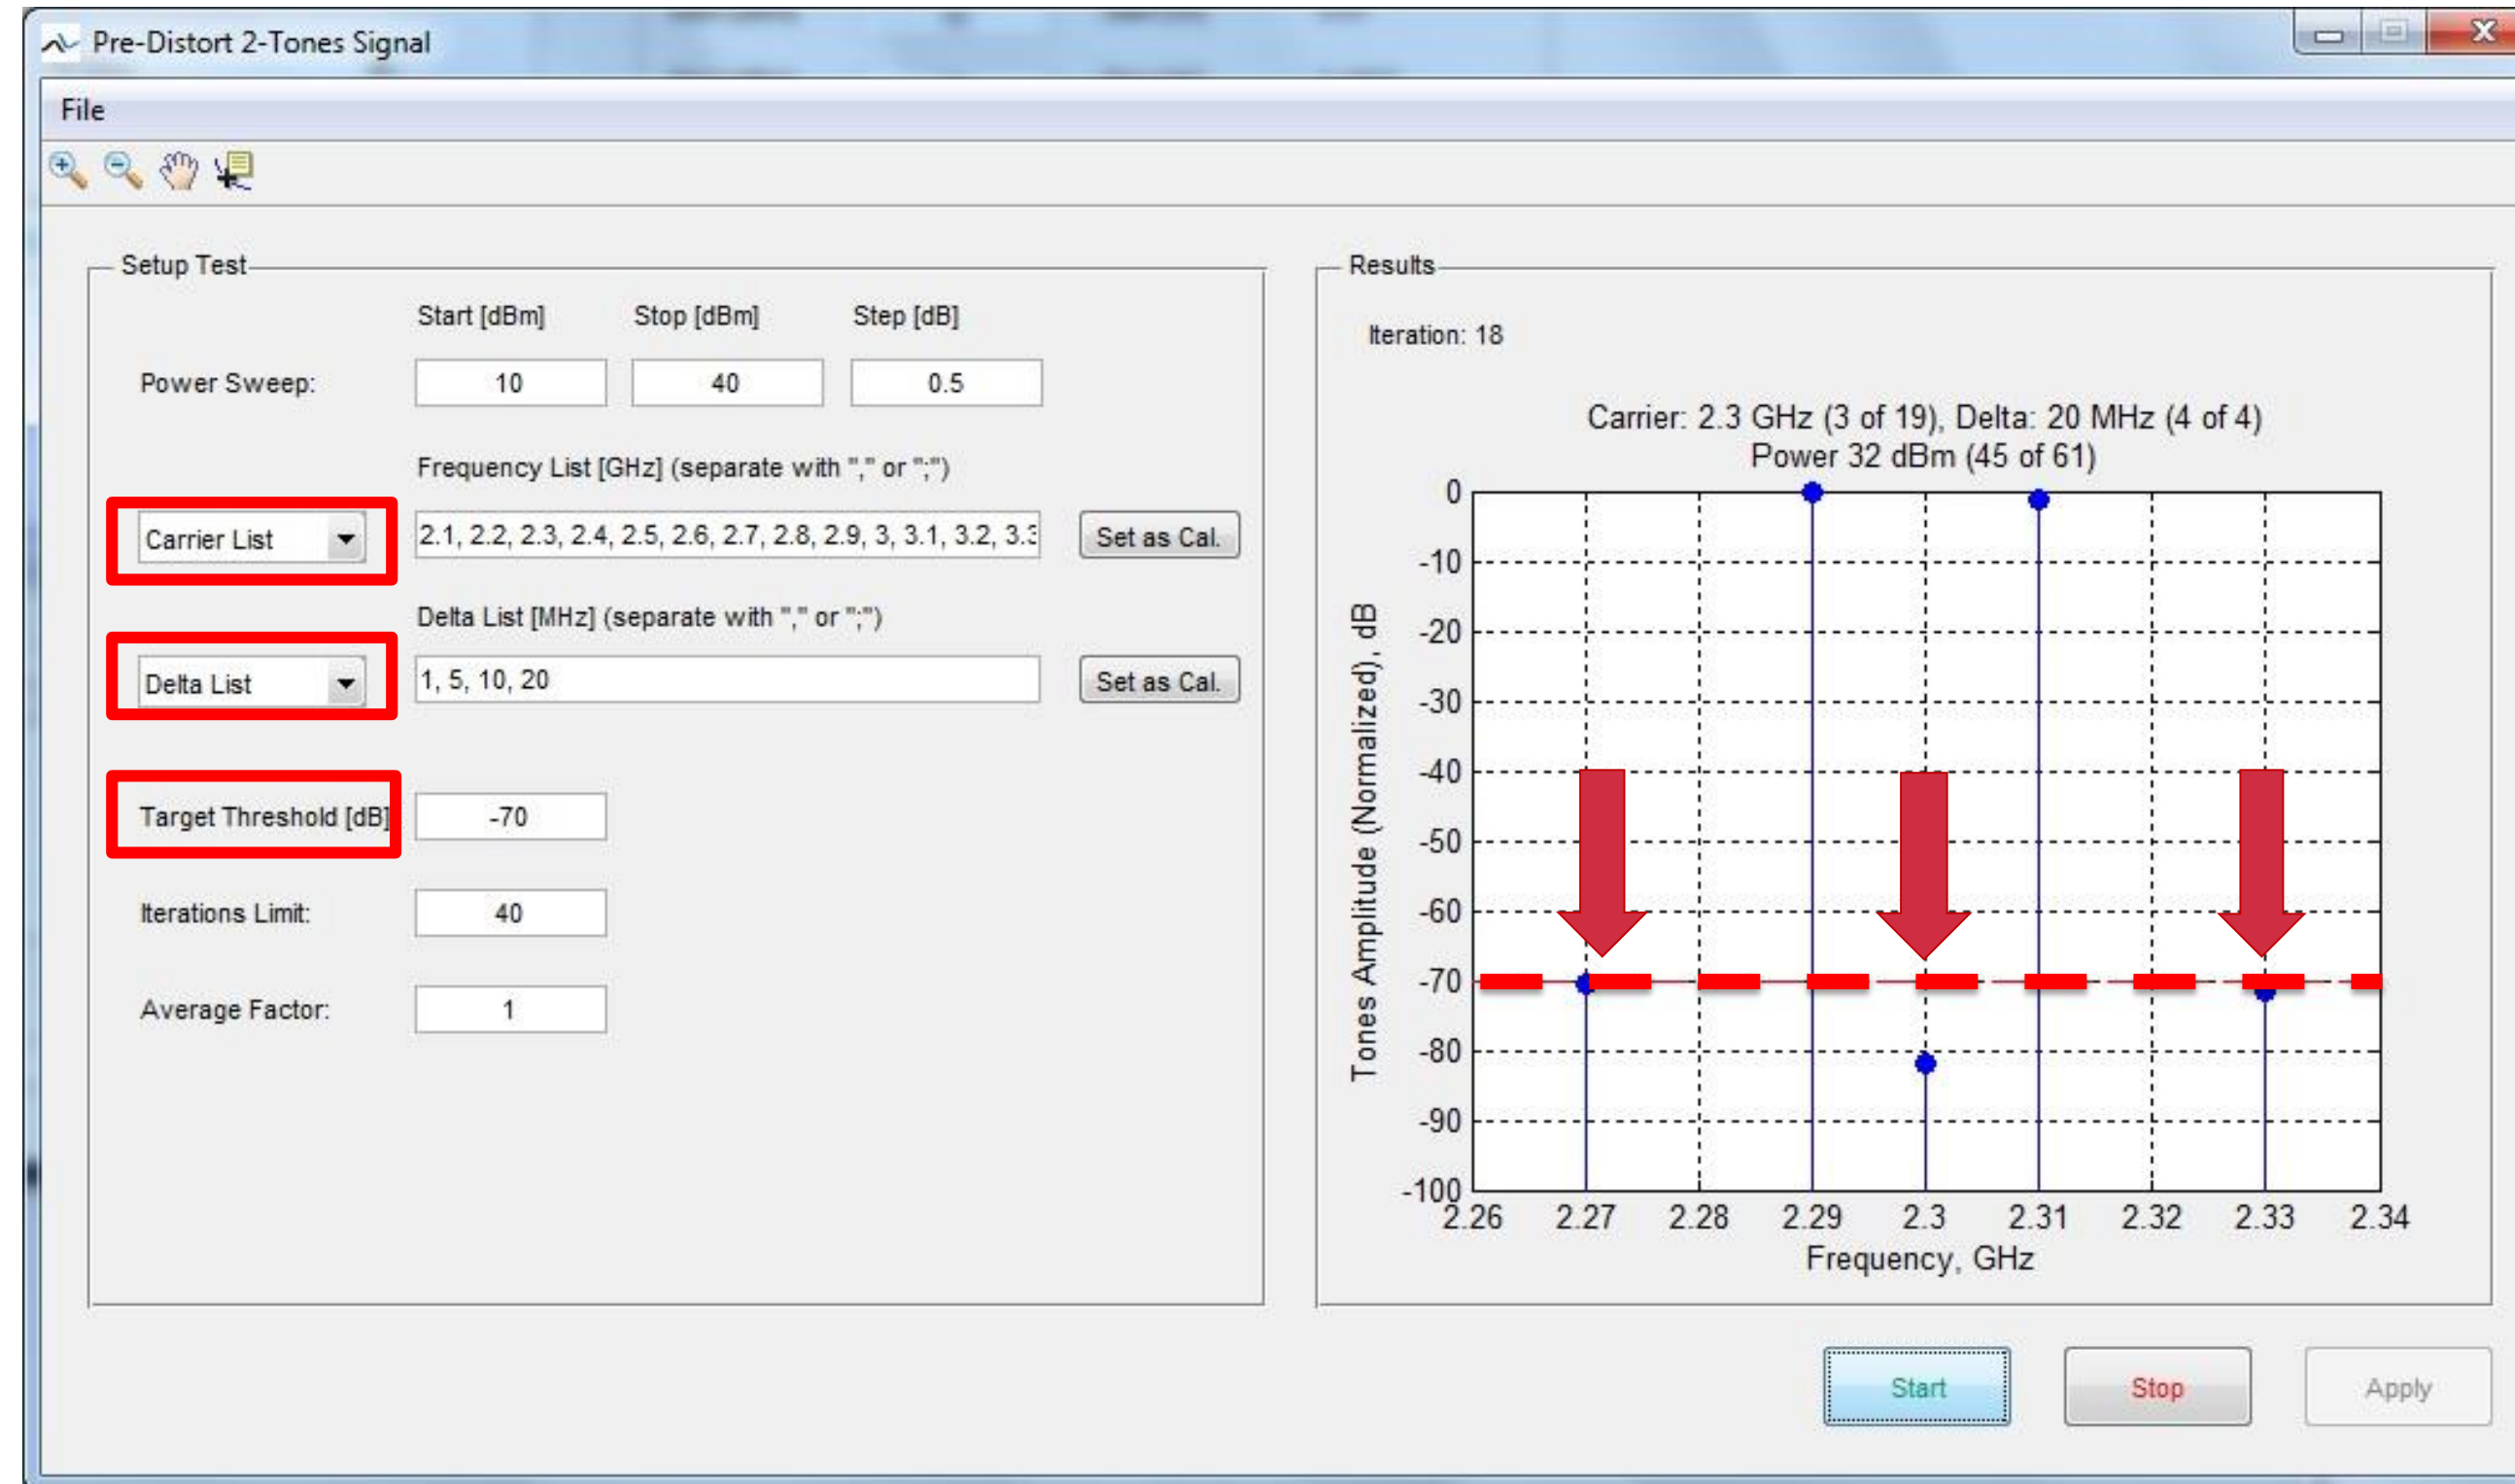 Pre-Distort 2-Tones Signal
File
Setup Test
Start [dBm] Stop [dBm] Step [dB]
Power Sweep: 10 40 0.5
Frequency List [GHz] (separate with "," or ";")
Carrier List 2.1, 2.2, 2.3, 2.4, 2.5, 2.6, 2.7, 2.8, 2.9, 3, 3.1, 3.2, 3.3 Set as Cal.
Delta List [MHz] (separate with "," or ";")
Delta List 1, 5, 10, 20 Set as Cal.
Target Threshold [dB] -70
Iterations Limit: 40
Average Factor: 1
Results
Iteration: 18
Carrier: 2.3 GHz (3 of 19), Delta: 20 MHz (4 of 4)
Power 32 dBm (45 of 61)
Tones Amplitude (Normalized), dB
0
-10
-20
-30
-40
-50
-60
-70
-80
-90
-100
2.26 2.27 2.28 2.29 2.3 2.31 2.32 2.33 2.34
Frequency, GHz
Start Stop Apply